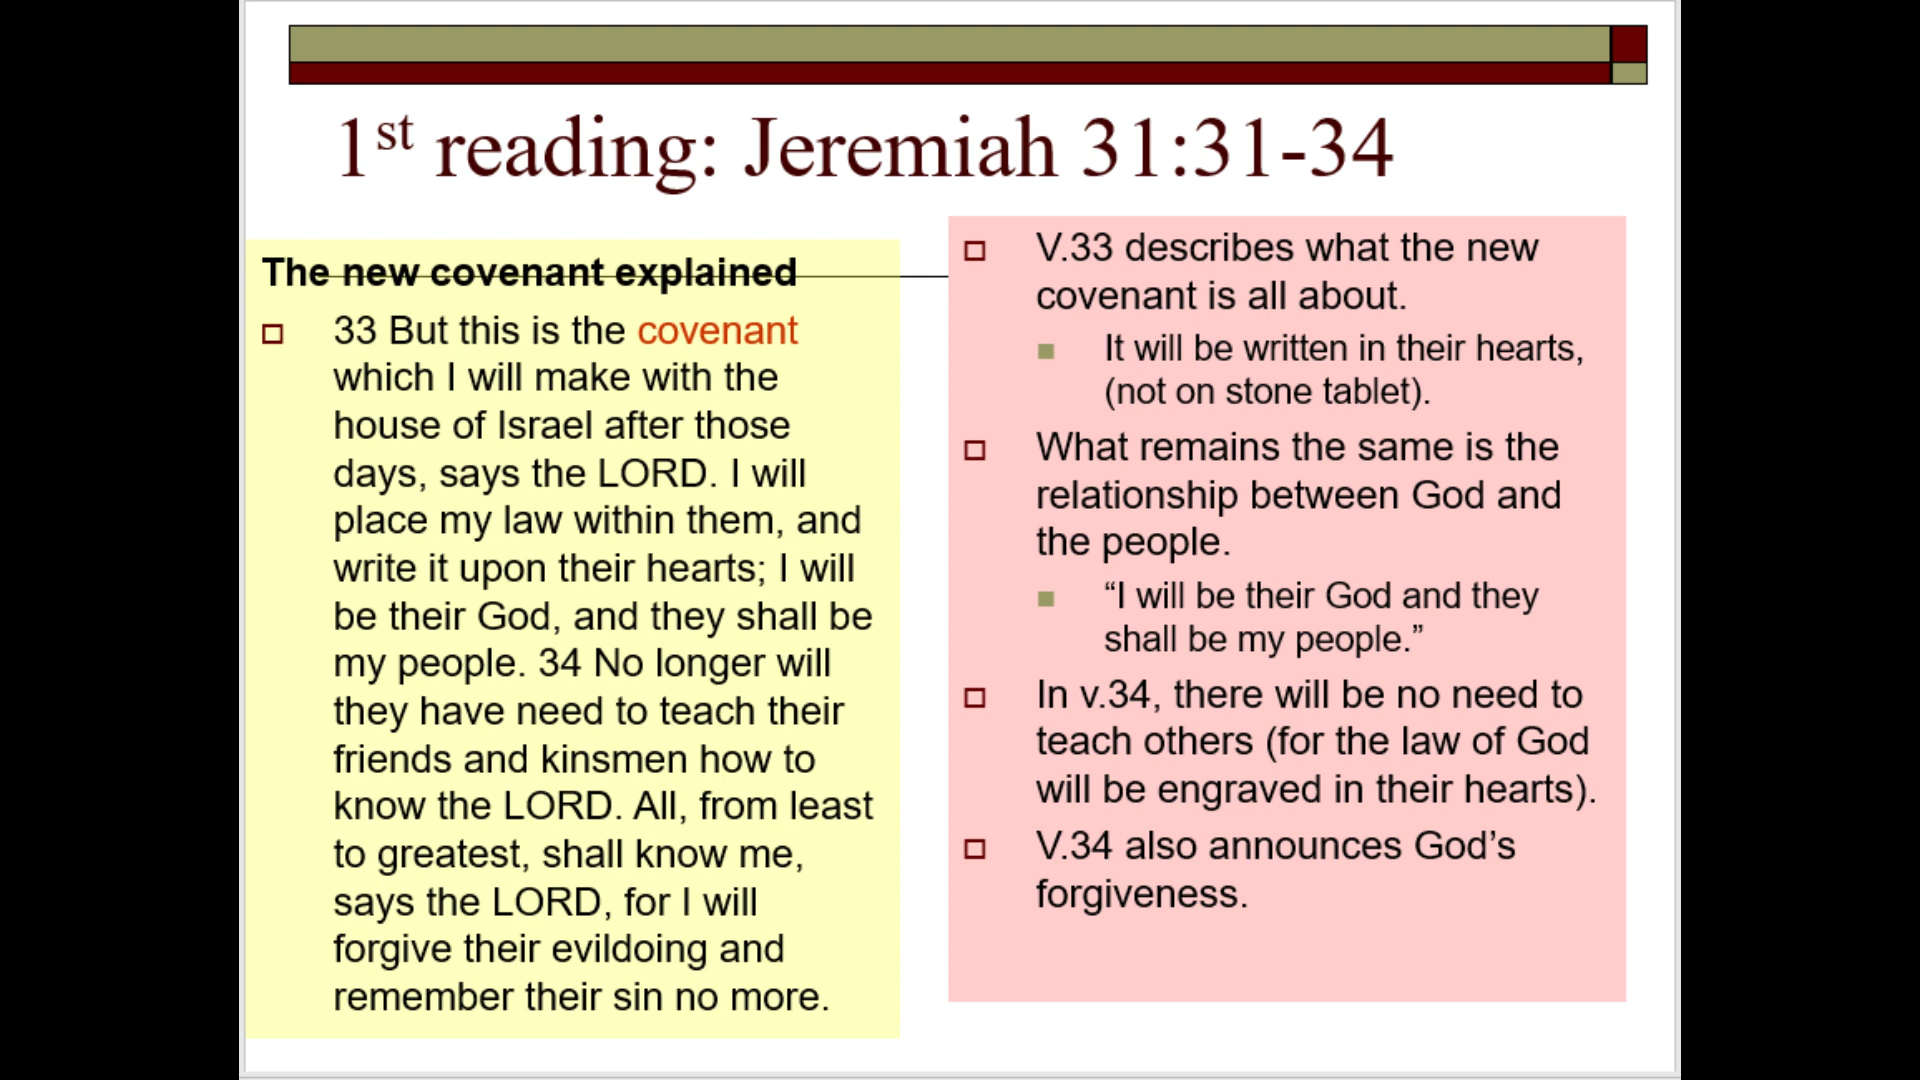 1st reading: Jeremiah 31:31-34
The new covenant explained
33 But this is the covenant
which I will make with the
house of Israel after those
days, says the LORD. I will
place my law within them, and
write it upon their hearts; I will
be their God, and they shall be
my people. 34 No longer will
they have need to teach their
friends and kinsmen how to
know the LORD. All, from least
to greatest, shall know me,
says the LORD, for I will
forgive their evildoing and
remember their sin no more.
V.33 describes what the new
covenant is all about.
It will be written in their hearts,
(not on stone tablet).
What remains the same is the
relationship between God and
the people.
“I will be their God and they
shall be my people.”
In v.34, there will be no need to
teach others (for the law of God
will be engraved in their hearts).
V.34 also announces God’s
forgiveness.